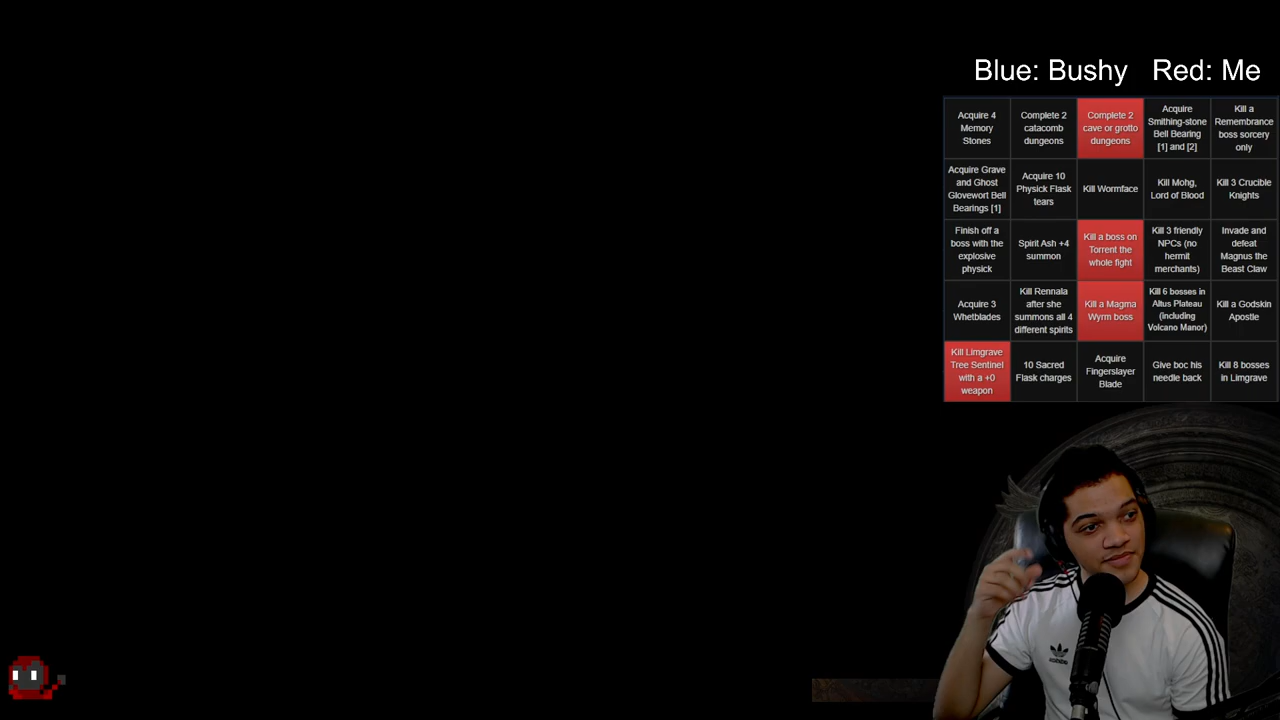 Blue: Bushy Red: Me
Acquire 4
Memory
Stones
Complete 2
catacomb
dungeons
Complete 2
cave or grotto
dungeons
Acquire
Smithing-stone
Bell Bearing
[1] and [2]
Kill a
Remembrance
boss sorcery
only
Acquire Grave
and Ghost
Glovewort Bell
Bearings [1]
Acquire 10
Physick Flask
tears
Kill Wormface
Kill Mohg,
Lord of Blood
Kill 3 Crucible
Knights
Finish off a
boss with the
explosive
physick
Spirit Ash +4
summon
Kill a boss on
Torrent the
whole fight
Kill 3 friendly
NPCs (no
hermit
merchants)
Invade and
defeat
Magnus the
Beast Claw
Acquire 3
Whetblades
Kill Rennala
after she
summons all 4
different spirits
Kill a Magma
Wyrm boss
Kill 6 bosses in
Altus Plateau
(including
Volcano Manor)
Kill a Godskin
Apostle
Kill Limgrave
Tree Sentinel
with a +0
weapon
10 Sacred
Flask charges
Acquire
Fingerslayer
Blade
Give boc his
needle back
Kill 8 bosses
in Limgrave